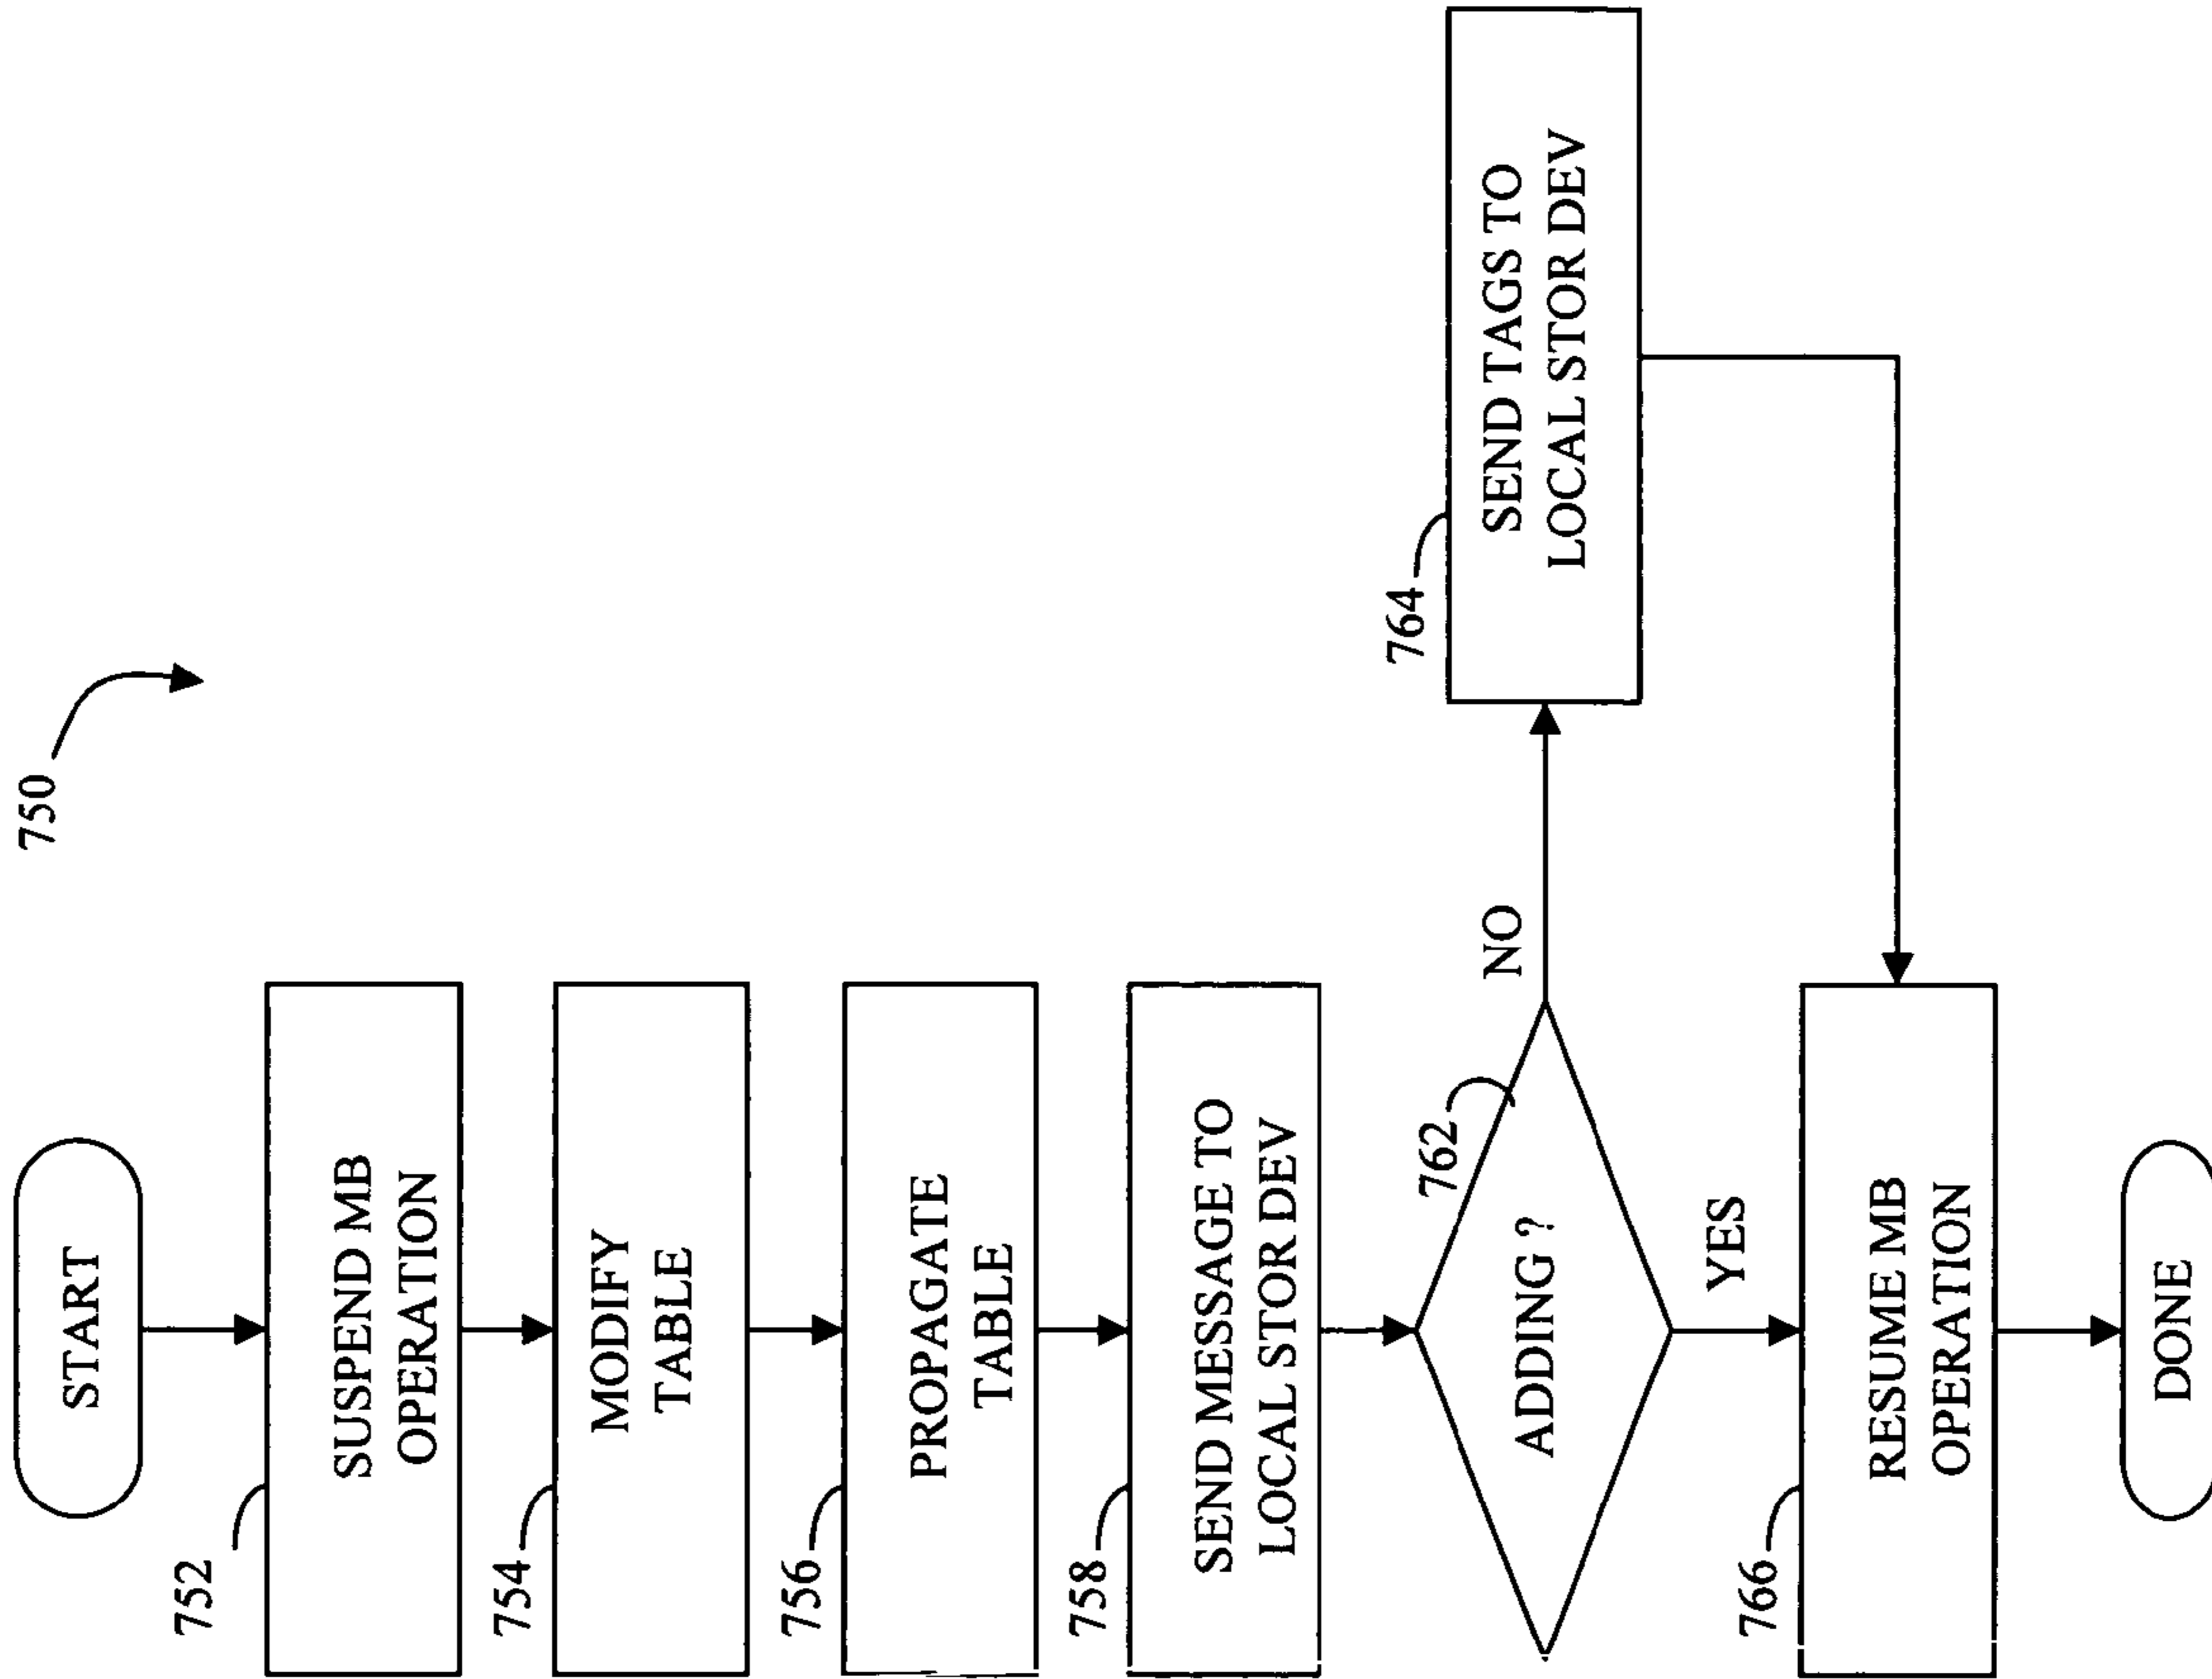 750
START
752
SUSPEND MB
OPERATION
754
MODIFY
TABLE
756
PROPAGATE
TABLE
758
SEND MESSAGE TO
LOCAL STOR DEV
762
ADDING ?
NO
764
SEND TAGS TO
LOCAL STOR DEV
YES
766
RESUME MB
OPERATION
DONE